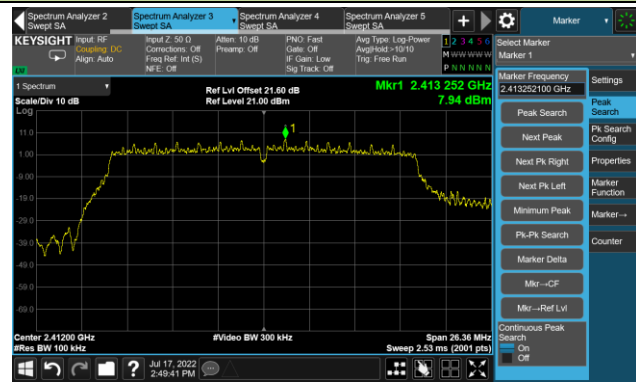 Spectrum Analyzer 2
Swept SA
Spectrum Analyzer 3
Swept SA
Spectrum Analyzer 4
Swept SA
Spectrum Analyzer 5
Swept SA
Marker
KEYSIGHT
Input: RF
Coupling: DC
Align: Auto
Input Z: 50 Ω
Corrections: Off
Freq Ref: Int (S)
NFE: Off
Atten: 10 dB
Preamp: Off
PNO: Fast
Gate: Off
IF Gain: Low
Sig Track: Off
Avg Type: Log-Power
Avg|Hold:>10/10
Trig: Free Run
1 2 3 4 5 6
M W W W W W
P N N N N N
Select Marker
Marker 1
1 Spectrum
Scale/Div 10 dB
Log
Ref Lvl Offset 21.60 dB
Ref Level 21.00 dBm
Mkr1 2.413 252 GHz
7.94 dBm
1
11.0
1.00
-9.00
-19.0
-29.0
-39.0
-49.0
-59.0
-69.0
Center 2.41200 GHz
#Res BW 100 kHz
#Video BW 300 kHz
Span 26.36 MHz
Sweep 2.53 ms (2001 pts)
Marker Frequency
2.413252100 GHz
Peak Search
Next Peak
Next Pk Right
Next Pk Left
Minimum Peak
Pk-Pk Search
Marker Delta
Mkr→CF
Mkr→Ref Lvl
Continuous Peak
Search
On
Off
Settings
Peak
Search
Pk Search
Config
Properties
Marker
Function
Marker→
Counter
Jul 17, 2022
2:49:41 PM